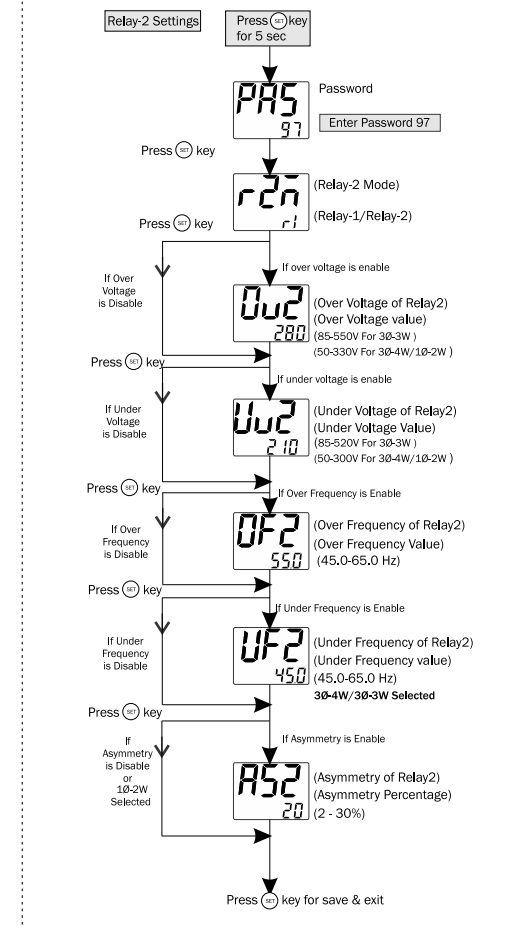 Relay-2 Settings
Press SET key
for 5 sec
PAS
97
Password
Enter Password 97
Press SET key
r2m
r1
(Relay-2 Mode)
(Relay-1/Relay-2)
Press SET key
If Over
Voltage
is Disable
If over voltage is enable
Ou2
280
(Over Voltage of Relay2)
(Over Voltage value)
(85-550V For 3Ø-3W )
(50-330V For 3Ø-4W/1Ø-2W )
Press SET key
If Under
Voltage
is Disable
If under voltage is enable
Uu2
210
(Under Voltage of Relay2)
(Under Voltage Value)
(85-520V For 3Ø-3W )
(50-300V For 3Ø-4W/1Ø-2W )
Press SET key
If Over
Frequency
is Disable
If Over Frequency is Enable
OF2
55.0
(Over Frequency of Relay2)
(Over Frequency Value)
(45.0-65.0 Hz)
Press SET key
If Under
Frequency
is Disable
If Under Frequency is Enable
UF2
45.0
(Under Frequency of Relay2)
(Under Frequency value)
(45.0-65.0 Hz)
3Ø-4W/3Ø-3W Selected
Press SET key
If
Asymmetry
is Disable
or
1Ø-2W
Selected
If Asymmetry is Enable
AS2
20
(Asymmetry of Relay2)
(Asymmetry Percentage)
(2 - 30%)
Press SET key for save & exit